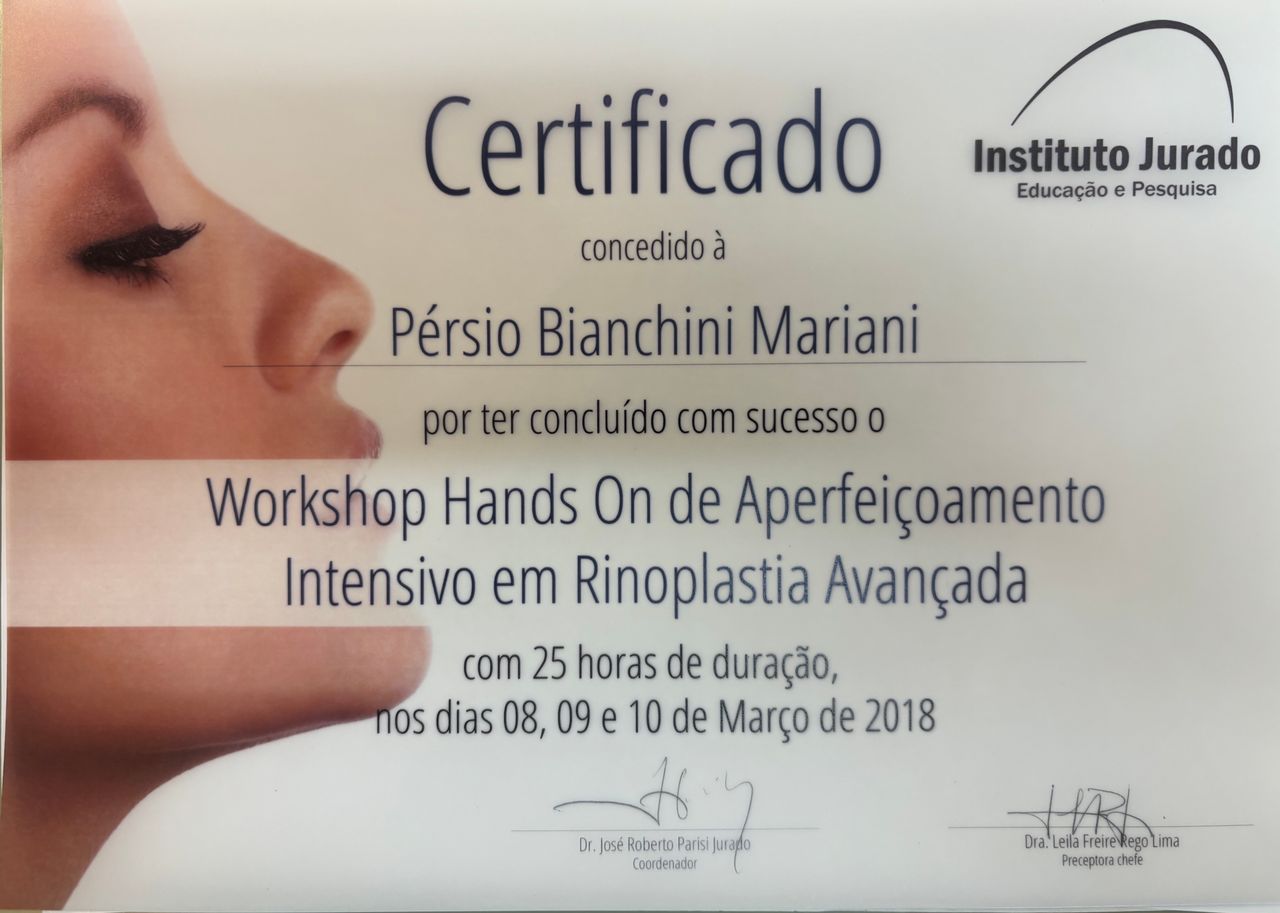 Certificado
Instituto Jurado
Educação e Pesquisa
concedido à
Pérsio Bianchini Mariani
por ter concluído com sucesso o
Workshop Hands On de Aperfeiçoamento
Intensivo em Rinoplastia Avançada
com 25 horas de duração,
nos dias 08, 09 e 10 de Março de 2018
Dr. José Roberto Parisi Jurado
Coordenador
Dra. Leila Freire Rego Lima
Preceptora chefe